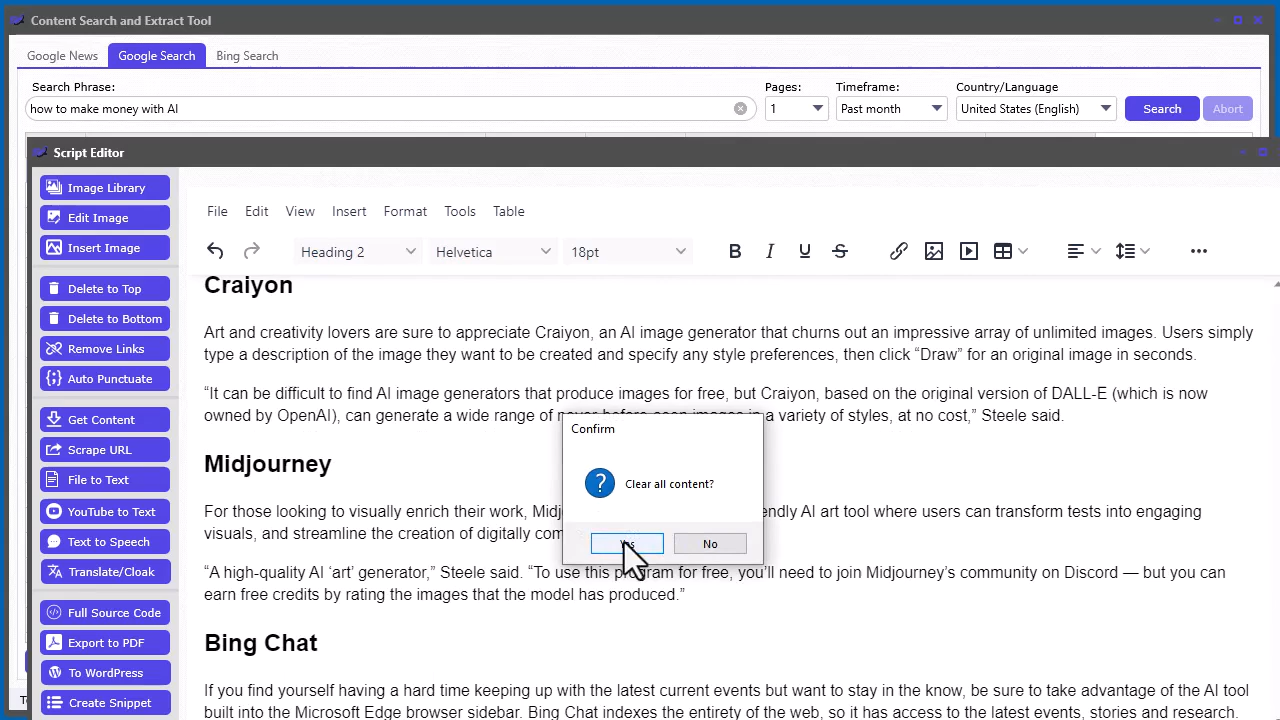 Content Search and Extract Tool
Google News
Google Search
Bing Search
Search Phrase:
Pages:
Timeframe:
Country/Language
how to make money with AI
1
Past month
United States (English)
Search
Abort
Script Editor
Image Library
Edit Image
Insert Image
Delete to Top
Delete to Bottom
Remove Links
Auto Punctuate
Get Content
Scrape URL
File to Text
YouTube to Text
Text to Speech
Translate/Cloak
Full Source Code
Export to PDF
To WordPress
Create Snippet
File
Edit
View
Insert
Format
Tools
Table
Heading 2
Helvetica
18pt
Craiyon
Art and creativity lovers are sure to appreciate Craiyon, an AI image generator that churns out an impressive array of unlimited images. Users simply
type a description of the image they want to be created and specify any style preferences, then click “Draw” for an original image in seconds.
“It can be difficult to find AI image generators that produce images for free, but Craiyon, based on the original version of DALL-E (which is now
owned by OpenAI), can generate a wide range of never before seen images in a variety of styles, at no cost,” Steele said.
Midjourney
For those looking to visually enrich their work, Midj
endly AI art tool where users can transform tests into engaging
visuals, and streamline the creation of digitally com
“A high-quality AI ‘art’ generator,” Steele said. “To use this program for free, you’ll need to join Midjourney’s community on Discord — but you can
earn free credits by rating the images that the model has produced.”
Bing Chat
If you find yourself having a hard time keeping up with the latest current events but want to stay in the know, be sure to take advantage of the AI tool
built into the Microsoft Edge browser sidebar. Bing Chat indexes the entirety of the web, so it has access to the latest events, stories and research.
Confirm
Clear all content?
Yes
No